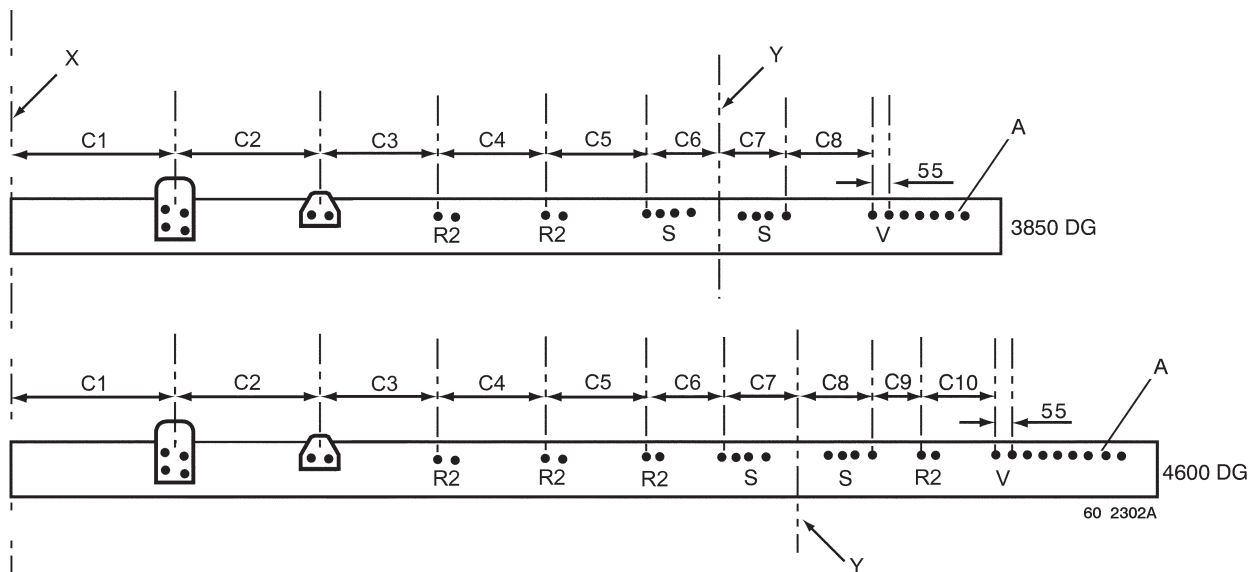 X
Y
C1 C2 C3 C4 C5 C6 C7 C8
A
55
R2 R2 S S V
3850 DG
C1 C2 C3 C4 C5 C6 C7 C8 C9 C10
A
55
R2 R2 R2 S S R2 V
4600 DG
60 2302A
Y